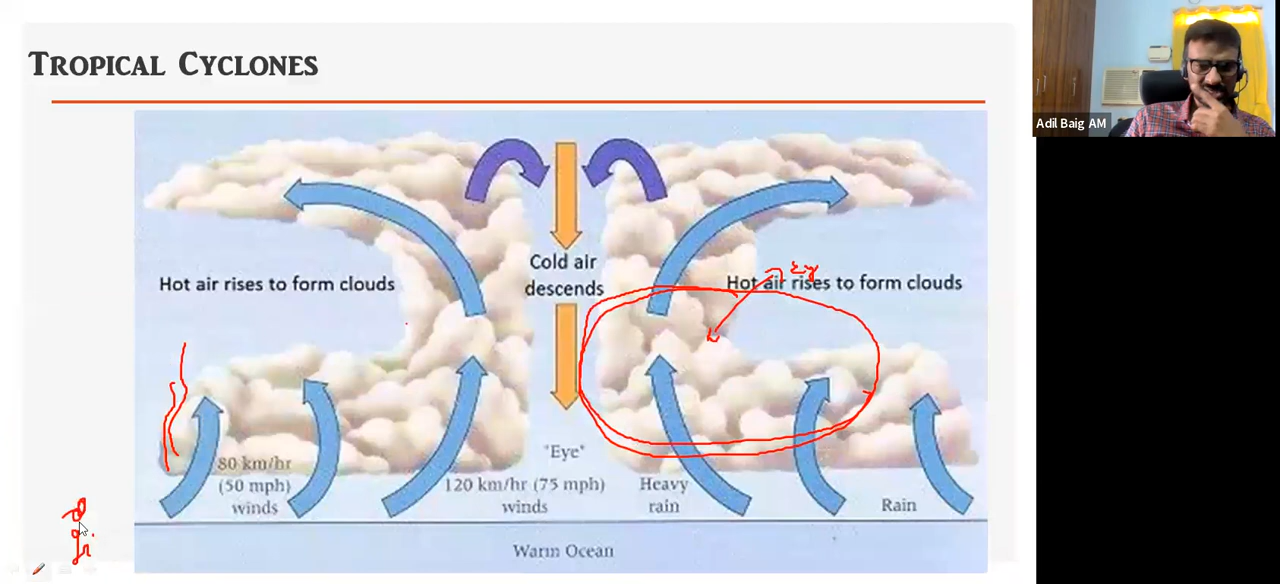 TROPICAL CYCLONES
Adil Baig AM
Cold air
descends
Hot air rises to form clouds
Hot air rises to form clouds
"Eye"
80 km/hr
(50 mph)
winds
120 km/hr (75 mph)
winds
Heavy
rain
Rain
Warm Ocean